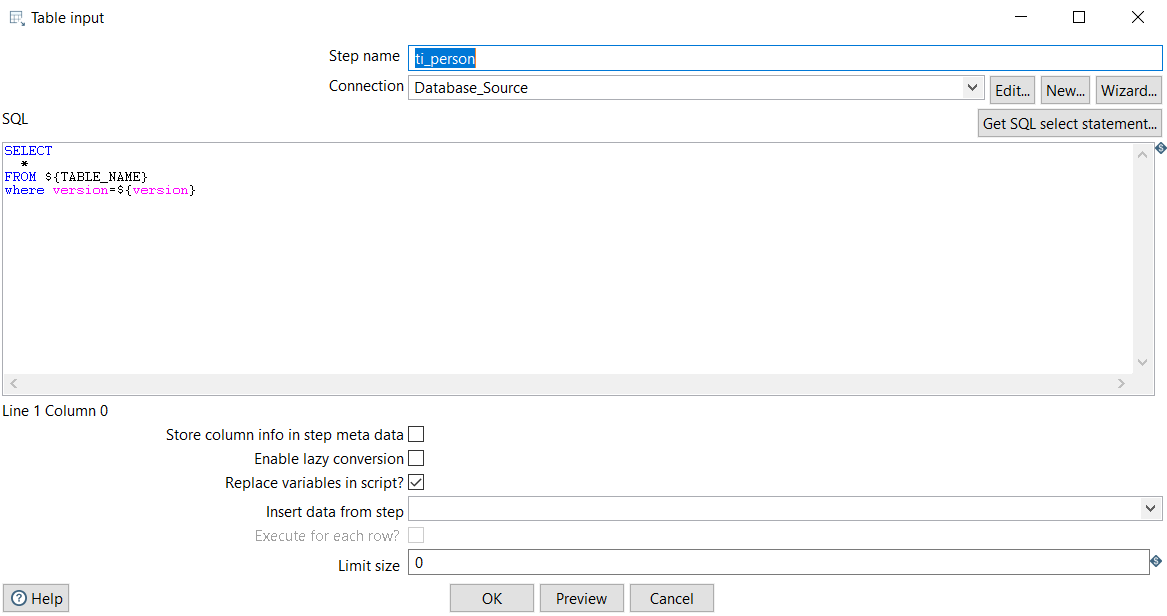 Table input
Step name ti_person
Connection Database_Source Edit... New... Wizard...
SQL Get SQL select statement...
SELECT
*
FROM ${TABLE_NAME}
where version=${version}
Line 1 Column 0
Store column info in step meta data
Enable lazy conversion
Replace variables in script?
Insert data from step
Execute for each row?
Limit size 0
Help OK Preview Cancel